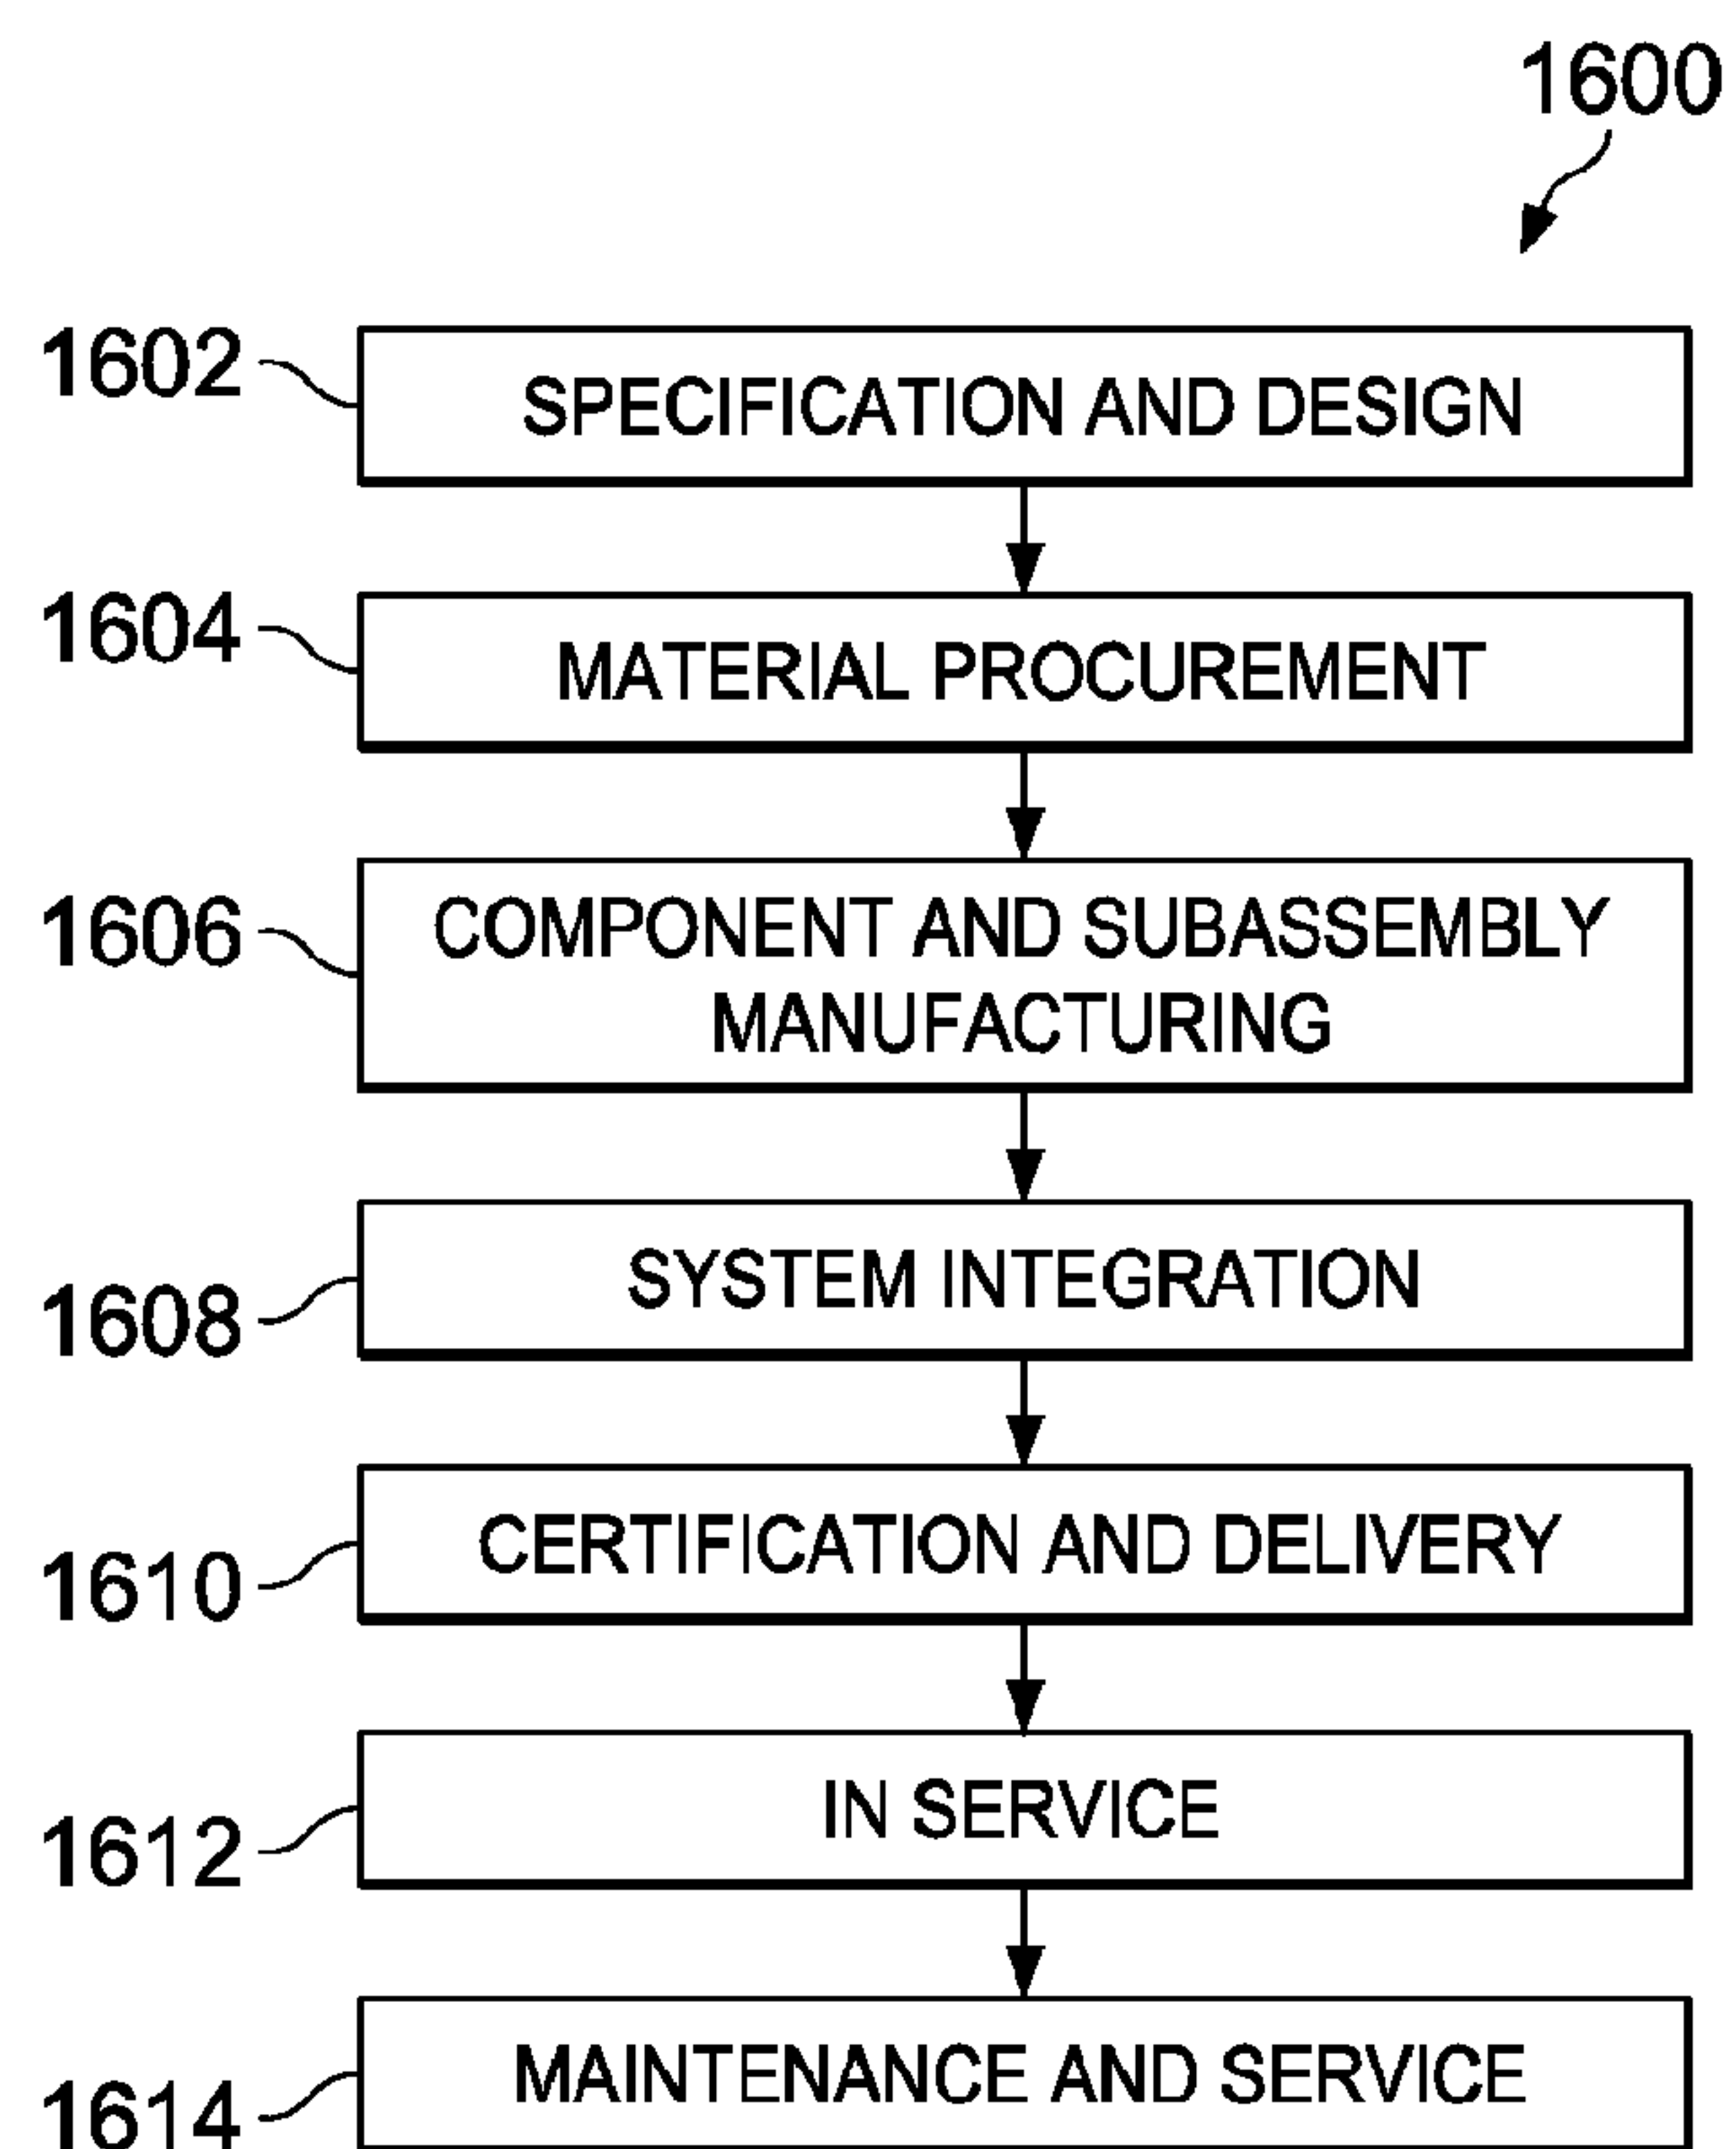 1600
1602
SPECIFICATION AND DESIGN
1604
MATERIAL PROCUREMENT
1606
COMPONENT AND SUBASSEMBLY
MANUFACTURING
1608
SYSTEM INTEGRATION
1610
CERTIFICATION AND DELIVERY
1612
IN SERVICE
1614
MAINTENANCE AND SERVICE